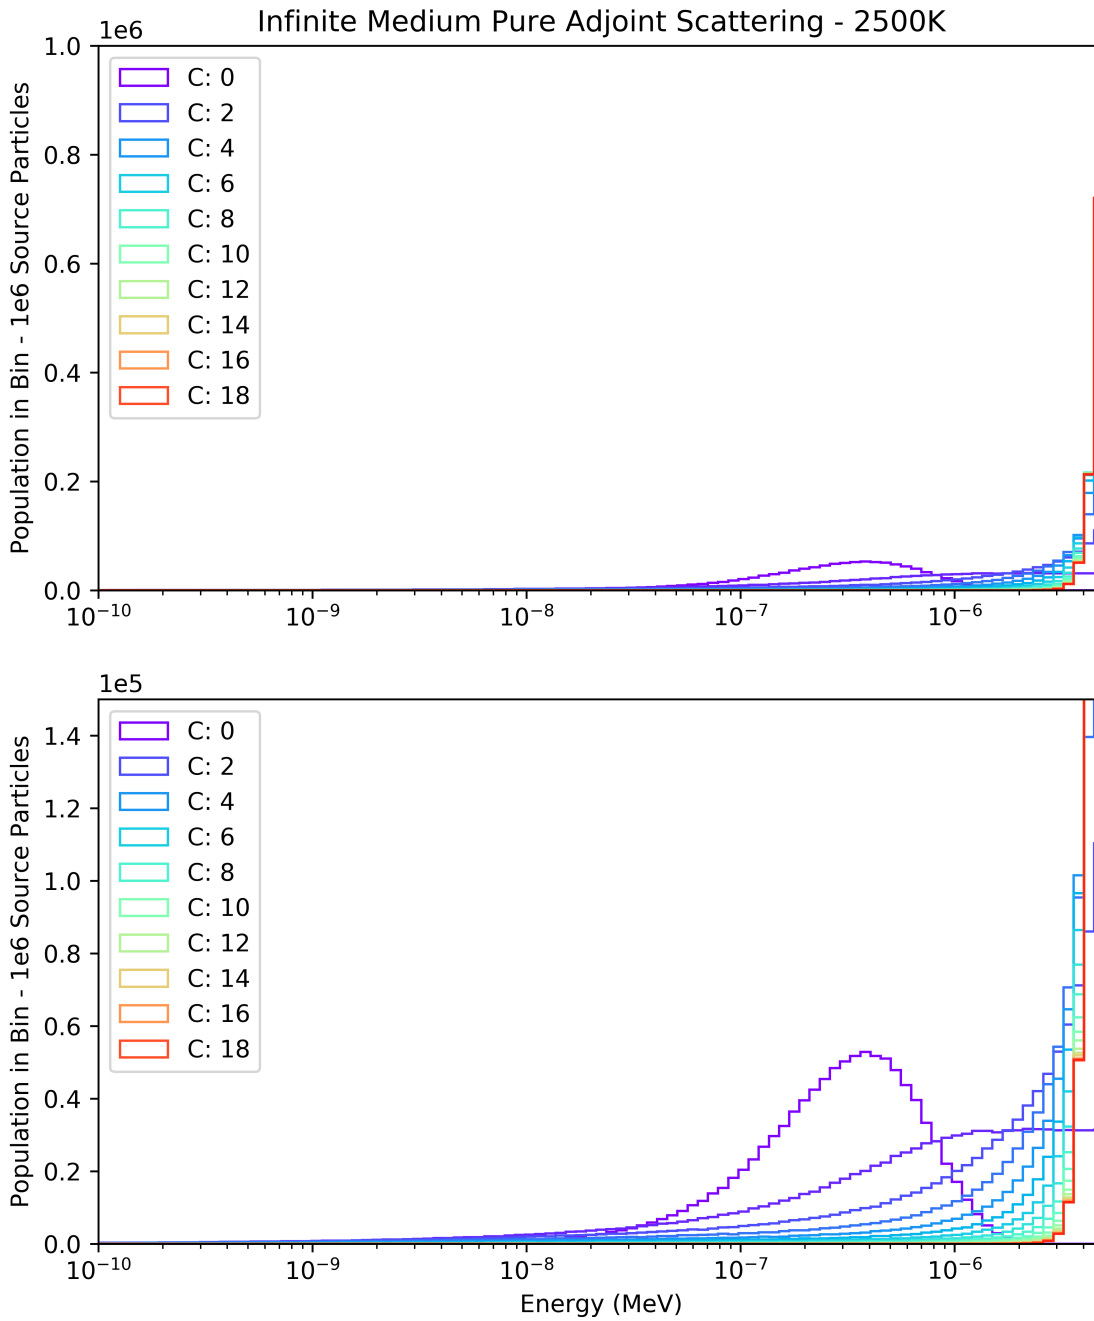 Infinite Medium Pure Adjoint Scattering - 2500K
1e6
Population in Bin - 1e6 Source Particles
1.0
0.8
0.6
0.4
0.2
0.0
C: 0
C: 2
C: 4
C: 6
C: 8
C: 10
C: 12
C: 14
C: 16
C: 18
10⁻¹⁰ 10⁻⁹ 10⁻⁸ 10⁻⁷ 10⁻⁶
1e5
Population in Bin - 1e6 Source Particles
1.4
1.2
1.0
0.8
0.6
0.4
0.2
0.0
C: 0
C: 2
C: 4
C: 6
C: 8
C: 10
C: 12
C: 14
C: 16
C: 18
10⁻¹⁰ 10⁻⁹ 10⁻⁸ 10⁻⁷ 10⁻⁶
Energy (MeV)